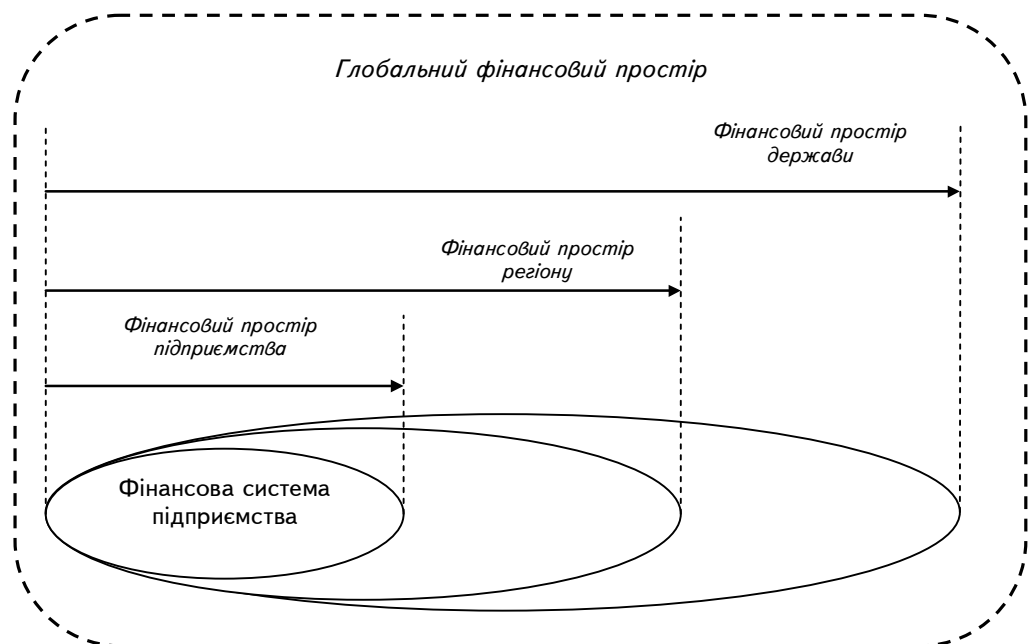 Глобальний фінансовий простір
Фінансовий простір
держави
Фінансовий простір
регіону
Фінансовий простір
підприємства
Фінансова система
підприємства